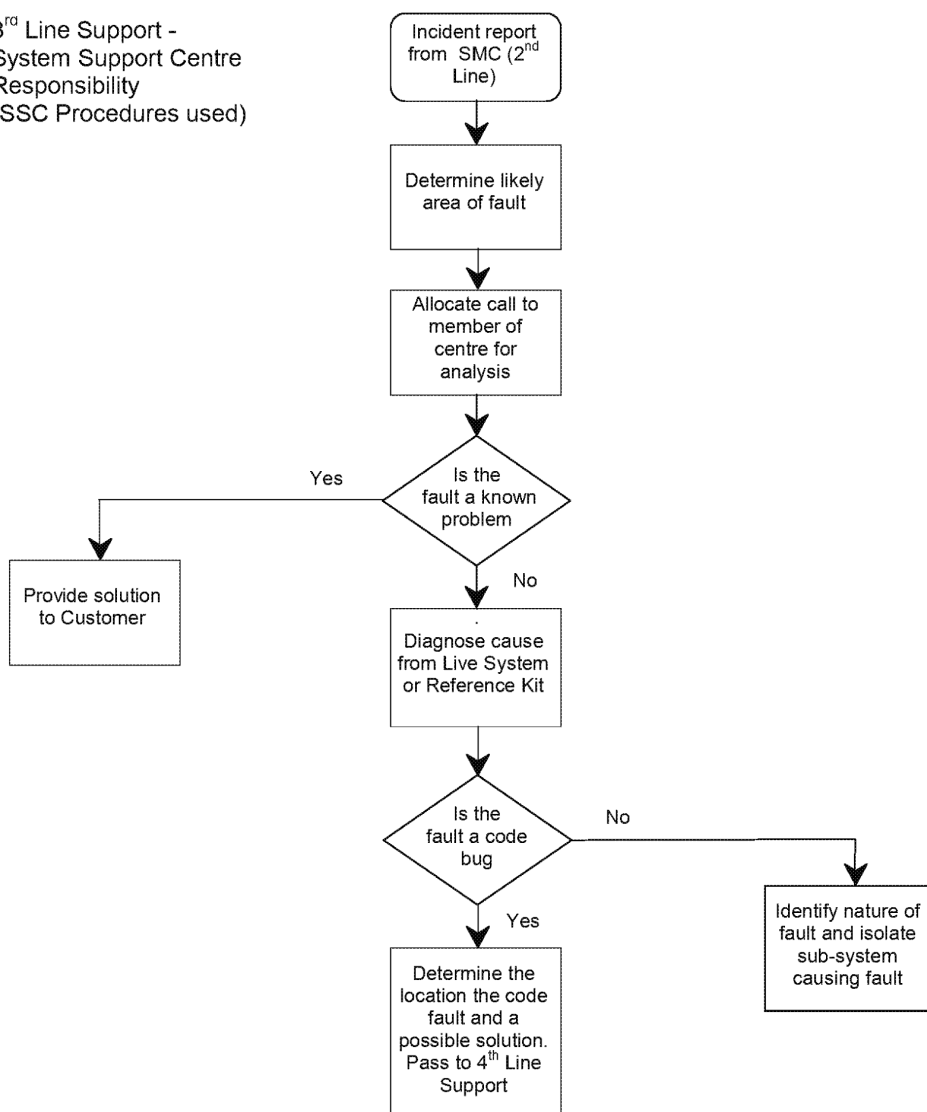 3rd Line Support -
System Support Centre
Responsibility
SSC Procedures used)
Incident report
from SMC (2nd
Line)
Determine likely
area of fault
Allocate call to
member of
centre for
analysis
Is the
fault a known
problem
Yes
No
Provide solution
to Customer
Diagnose cause
from Live System
or Reference Kit
Is the
fault a code
bug
No
Yes
Identify nature of
fault and isolate
sub-system
causing fault
Determine the
location the code
fault and a
possible solution.
Pass to 4th Line
Support